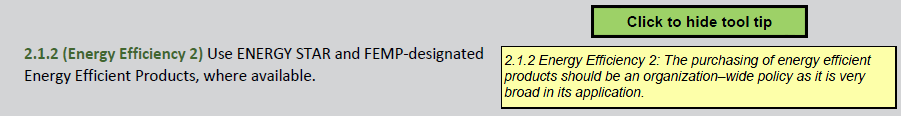 Click to hide tool tip
2.1.2 (Energy Efficiency 2) Use ENERGY STAR and FEMP-designated
Energy Efficient Products, where available.
2.1.2 Energy Efficiency 2: The purchasing of energy efficient
products should be an organization–wide policy as it is very
broad in its application.